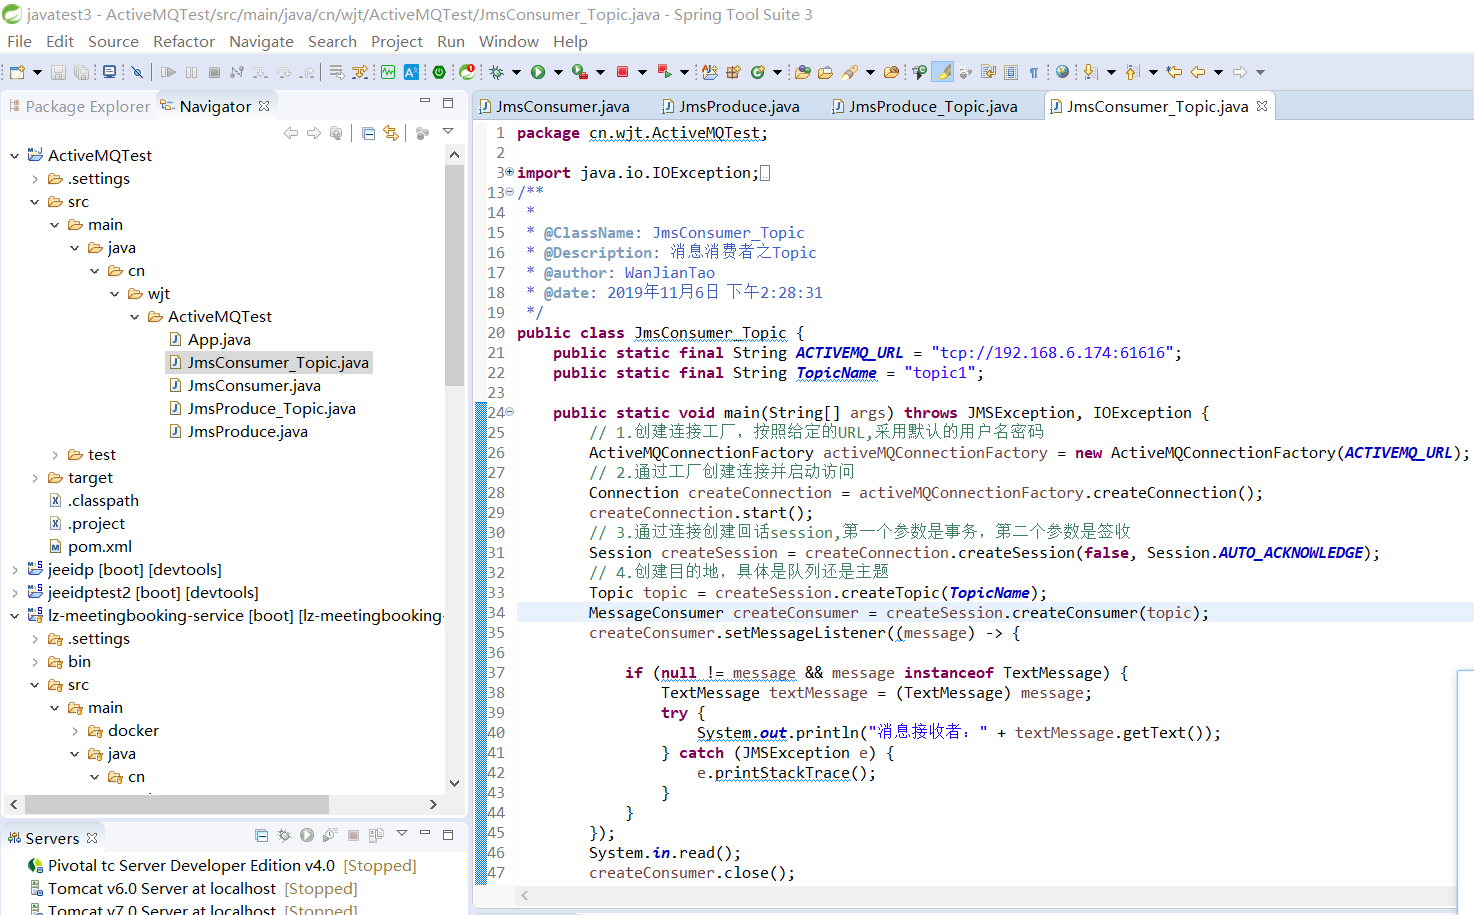 javatest3 - ActiveMQTest/src/main/java/cn/wjt/ActiveMQTest/JmsConsumer_Topic.java - Spring Tool Suite 3
File Edit Source Refactor Navigate Search Project Run Window Help
Package Explorer Navigator
JmsConsumer.java JmsProduce.java JmsProduce_Topic.java JmsConsumer_Topic.java
ActiveMQTest
.settings
src
main
java
cn
wjt
ActiveMQTest
App.java
JmsConsumer_Topic.java
JmsConsumer.java
JmsProduce_Topic.java
JmsProduce.java
test
target
.classpath
.project
pom.xml
jeeidp [boot] [devtools]
jeeidptest2 [boot] [devtools]
lz-meetingbooking-service [boot] [lz-meetingbooking-
.settings
bin
src
main
docker
java
cn
Servers
Pivotal tc Server Developer Edition v4.0 [Stopped]
Tomcat v6.0 Server at localhost [Stopped]
Tomcat v7.0 Server at localhost [Stopped]
1 package cn.wjt.ActiveMQTest;
2
3 import java.io.IOException;
13 /**
14 *
15 * @ClassName: JmsConsumer_Topic
16 * @Description: 消息消费者之Topic
17 * @author: WanJianTao
18 * @date: 2019年11月6日 下午2:28:31
19 */
20 public class JmsConsumer_Topic {
21 public static final String ACTIVEMQ_URL = "tcp://192.168.6.174:61616";
22 public static final String TopicName = "topic1";
23
24 public static void main(String[] args) throws JMSException, IOException {
25 // 1.创建连接工厂，按照给定的URL,采用默认的用户名密码
26 ActiveMQConnectionFactory activeMQConnectionFactory = new ActiveMQConnectionFactory(ACTIVEMQ_URL);
27 // 2.通过工厂创建连接并启动访问
28 Connection createConnection = activeMQConnectionFactory.createConnection();
29 createConnection.start();
30 // 3.通过连接创建回话session,第一个参数是事务，第二个参数是签收
31 Session createSession = createConnection.createSession(false, Session.AUTO_ACKNOWLEDGE);
32 // 4.创建目的地，具体是队列还是主题
33 Topic topic = createSession.createTopic(TopicName);
34 MessageConsumer createConsumer = createSession.createConsumer(topic);
35 createConsumer.setMessageListener((message) -> {
36
37 if (null != message && message instanceof TextMessage) {
38 TextMessage textMessage = (TextMessage) message;
39 try {
40 System.out.println("消息接收者：" + textMessage.getText());
41 } catch (JMSException e) {
42 e.printStackTrace();
43 }
44 }
45 });
46 System.in.read();
47 createConsumer.close();